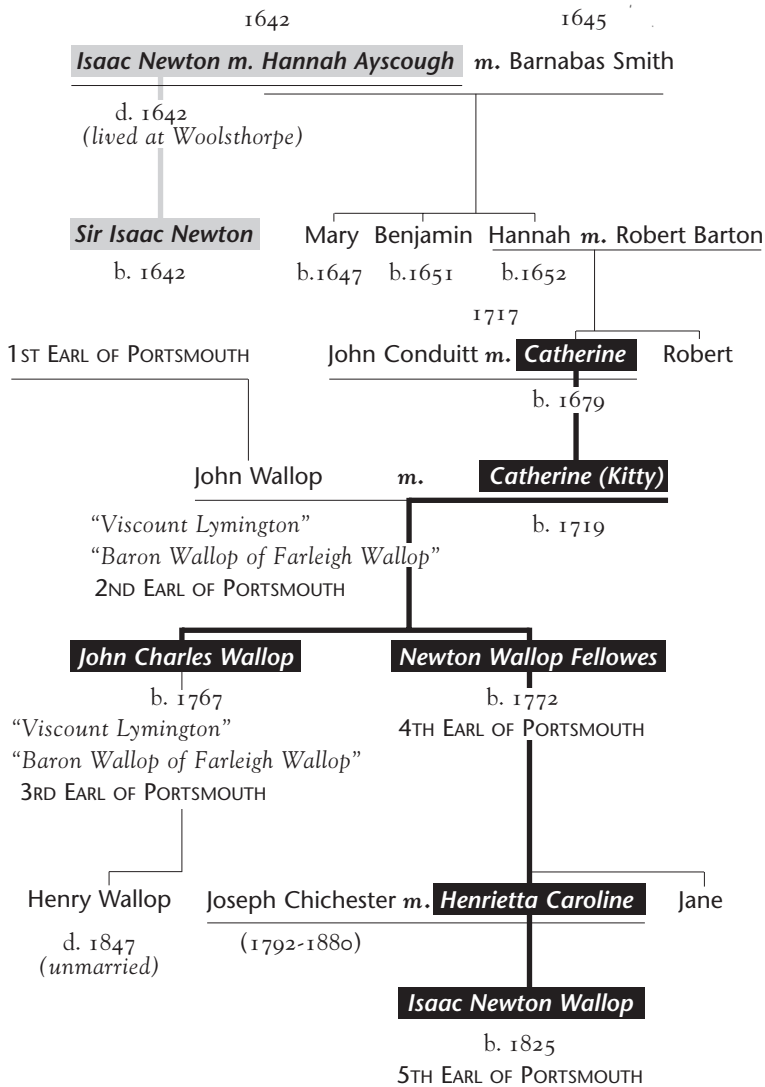 1642 1645
Isaac Newton m. Hannah Ayscough m. Barnabas Smith
d. 1642
(lived at Woolsthorpe)
Sir Isaac Newton Mary Benjamin Hannah m. Robert Barton
b. 1642 b.1647 b.1651 b.1652
1717
1ST EARL OF PORTSMOUTH John Conduitt m. Catherine Robert
b. 1679
John Wallop m. Catherine (Kitty)
"Viscount Lymington" b. 1719
"Baron Wallop of Farleigh Wallop"
2ND EARL OF PORTSMOUTH
John Charles Wallop Newton Wallop Fellowes
b. 1767 b. 1772
"Viscount Lymington" 4TH EARL OF PORTSMOUTH
"Baron Wallop of Farleigh Wallop"
3RD EARL OF PORTSMOUTH
Henry Wallop Joseph Chichester m. Henrietta Caroline Jane
d. 1847 (1792-1880)
(unmarried)
Isaac Newton Wallop
b. 1825
5TH EARL OF PORTSMOUTH